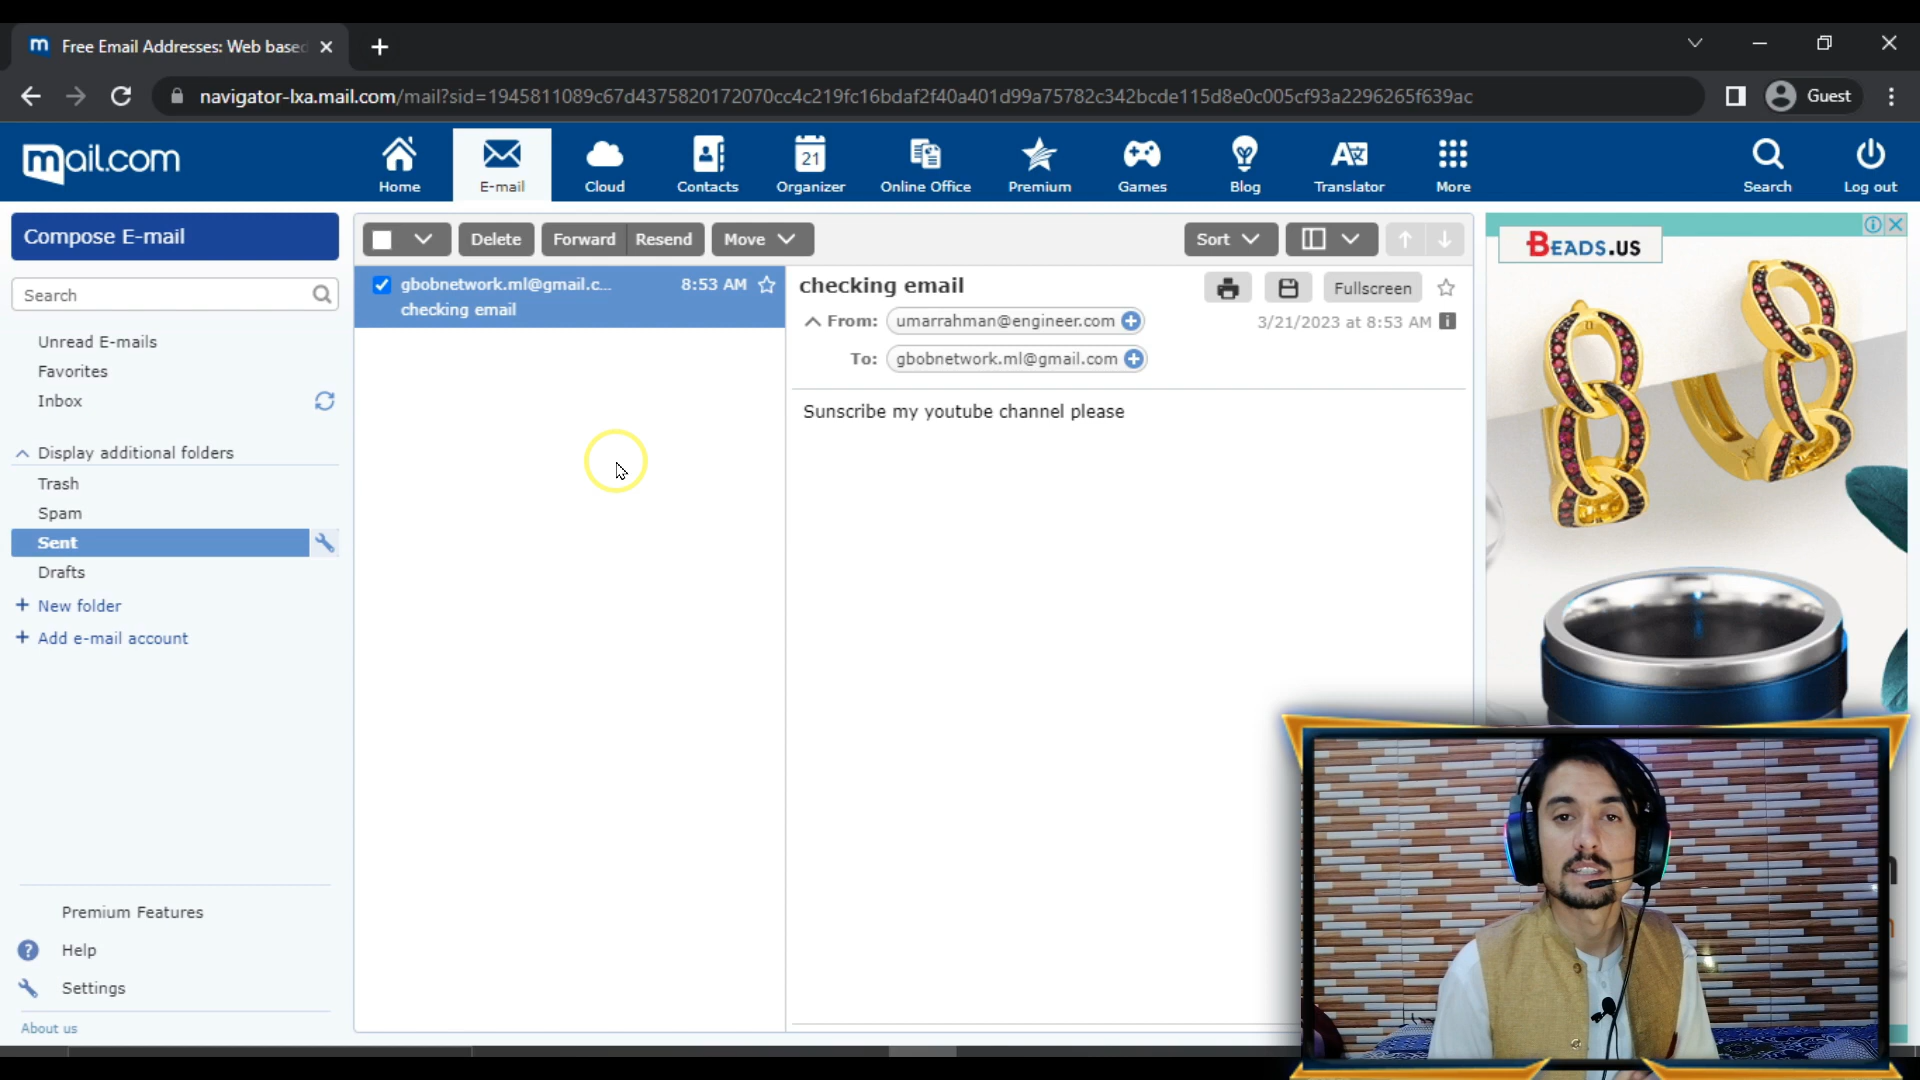 Free Email Addresses: Web based
navigator-lxa.mail.com/mail?sid=1945811089c67d4375820172070cc4c219fc16bdaf2f40a401d99a75782c342bcde115d8e0c005cf93a2296265f639ac
Guest
mail.com
Home
E-mail
Cloud
21
Contacts
Organizer
Online Office
Premium
Games
Blog
Translator
More
Search
Log out
Compose E-mail
Search
Unread E-mails
Favorites
Inbox
Display additional folders
Trash
Spam
Sent
Drafts
New folder
Add e-mail account
Premium Features
Help
Settings
About us
Delete
Forward
Resend
Move
Sort
gbobnetwork.ml@gmail.c... 8:53 AM
checking email
checking email
Fullscreen
From: umarrahman@engineer.com
3/21/2023 at 8:53 AM
To: gbobnetwork.ml@gmail.com
Sunscribe my youtube channel please
BEADS.US